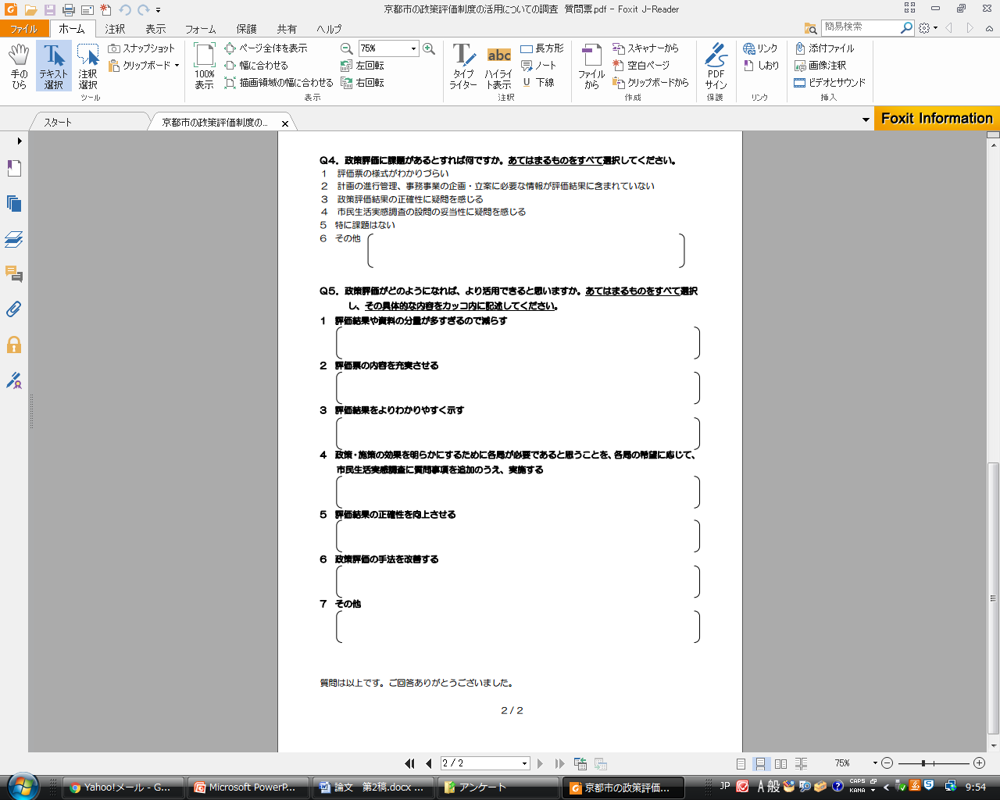 京都市の政策評価制度の活用についての調査　質問票.pdf - Foxit J-Reader
ファイル ホーム 注釈 表示 フォーム 保護 共有 ヘルプ 簡易検索
手のひら テキスト選択 注釈選択 スナップショット クリップボード ツール
100%表示 ページ全体を表示 幅に合わせる 描画領域の幅に合わせる 75% 左回転 右回転 表示
タイプライター ハイライト表示 長方形 ノート 下線 注釈
ファイルから スキャナーから 空白ページ クリップボードから 作成
PDFサイン 保護 リンク しおり リンク 添付ファイル 画像注釈 ビデオとサウンド 挿入
スタート 京都市の政策評価制度の... Foxit Information
Q４．政策評価に課題があるとすれば何ですか。あてはまるものをすべて選択してください。
１　評価票の様式がわかりづらい
２　計画の進行管理、事務事業の企画・立案に必要な情報が評価結果に含まれていない
３　政策評価結果の正確性に疑問を感じる
４　市民生活実感調査の設問の妥当性に疑問を感じる
５　特に課題はない
６　その他
Q５．政策評価がどのようになれば、より活用できると思いますか。あてはまるものをすべて選択
し、その具体的な内容をカッコ内に記述してください。
１　評価結果や資料の分量が多すぎるので減らす
２　評価票の内容を充実させる
３　評価結果をよりわかりやすく示す
４　政策・施策の効果を明らかにするために各局が必要であると思うことを、各局の希望に応じて、
市民生活実感調査に質問事項を追加のうえ、実施する
５　評価結果の正確性を向上させる
６　政策評価の手法を改善する
７　その他
質問は以上です。ご回答ありがとうございました。
2 / 2
2 / 2 75%
Yahoo!メール - G... Microsoft PowerP... 論文　第2稿.docx ... アンケート 京都市の政策評価... JP A 般 CAPS KANA 9:54